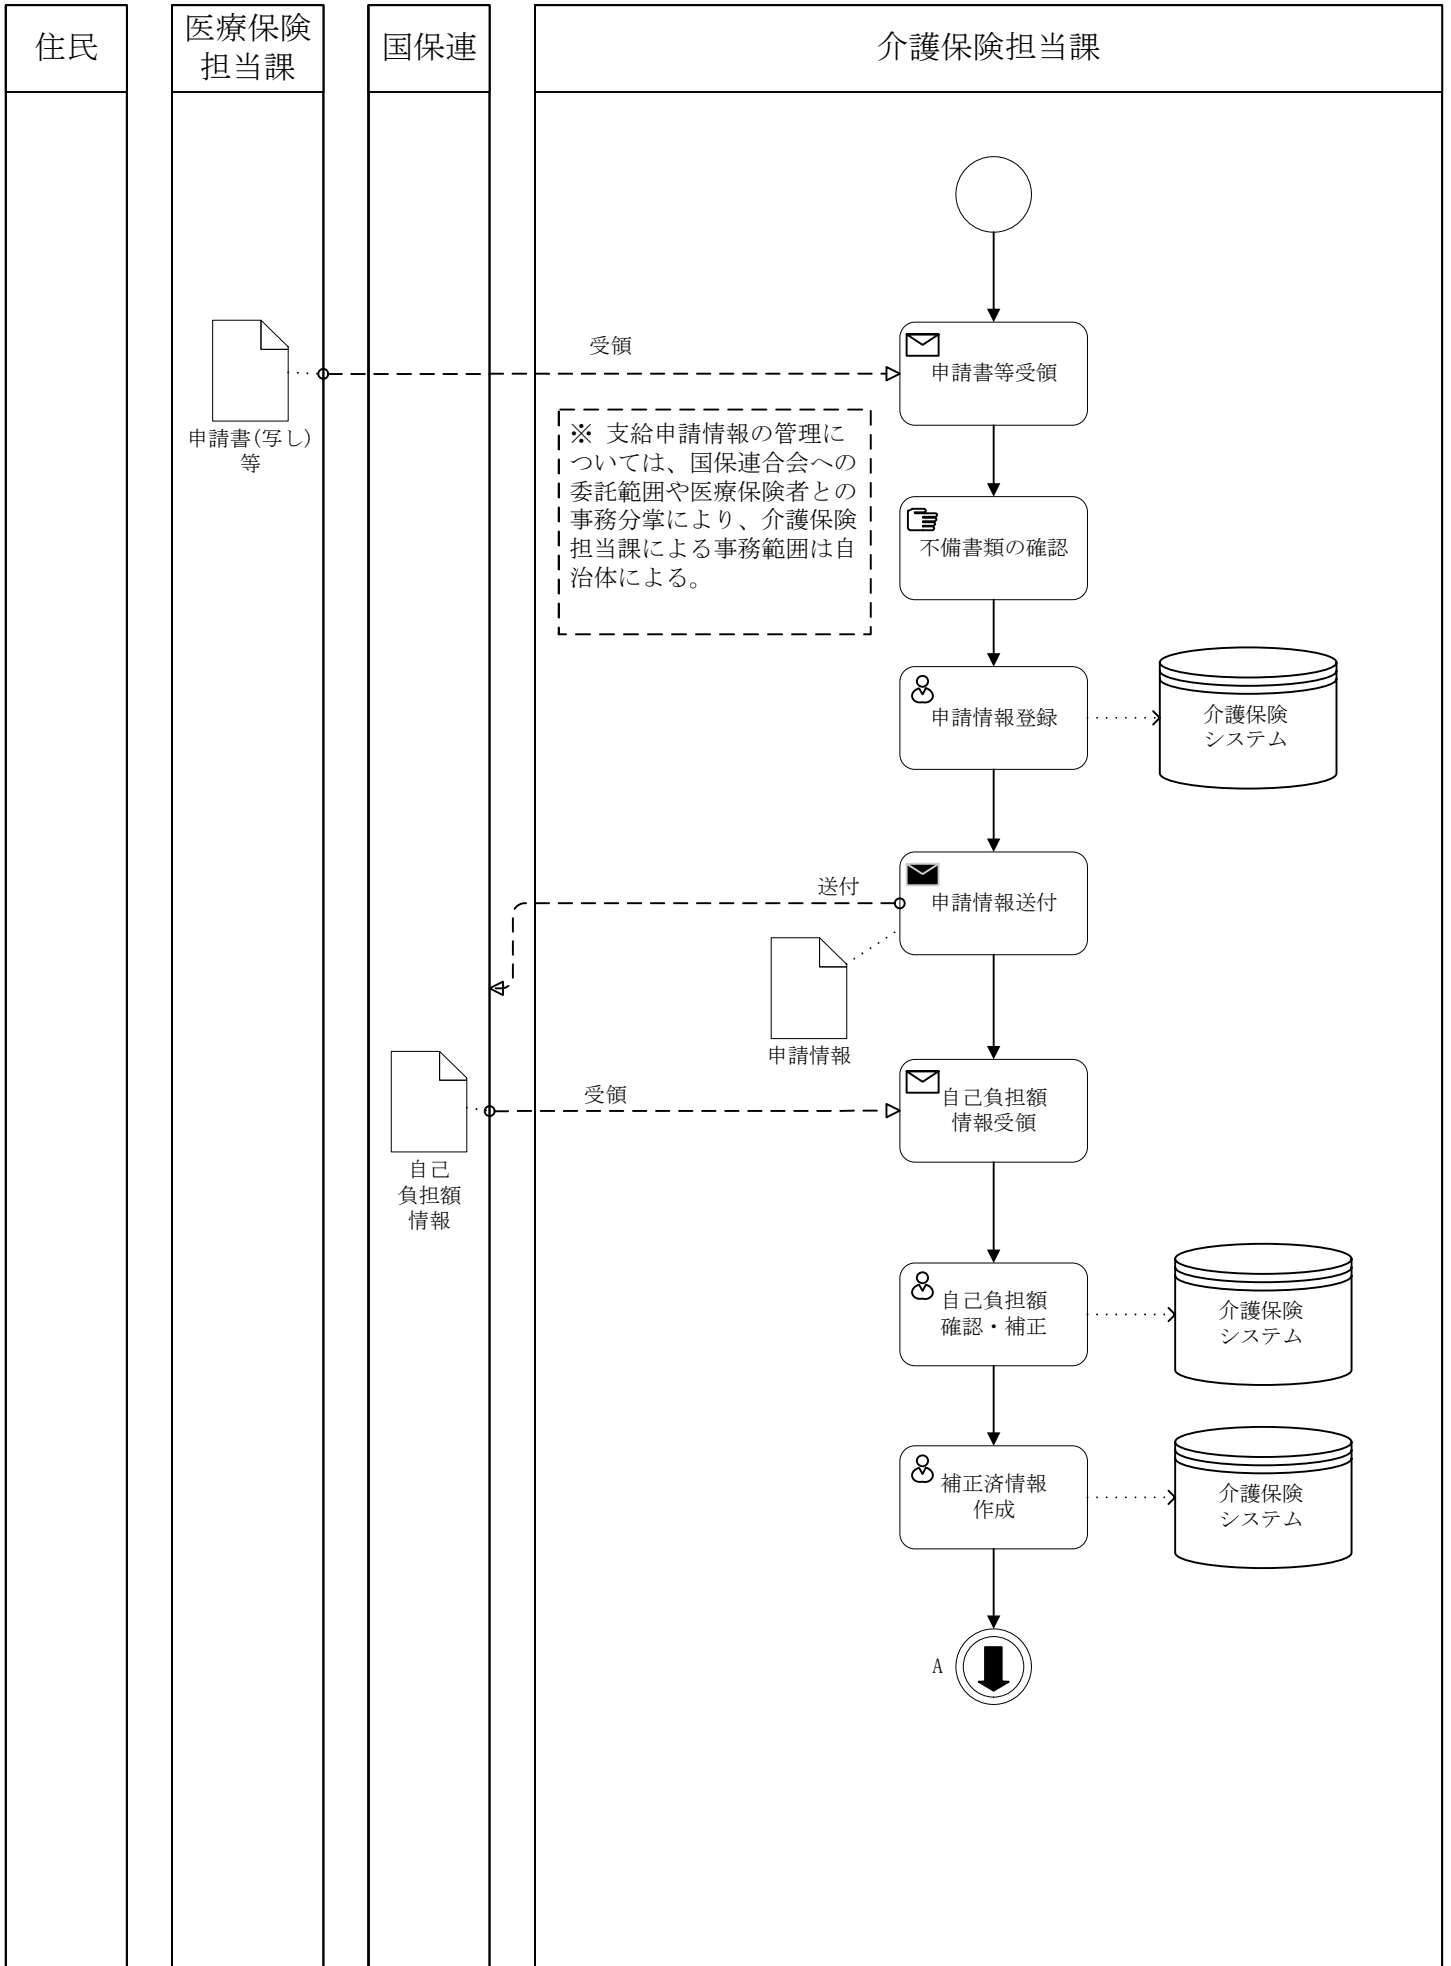 住民
医療保険
担当課
国保連
介護保険担当課
受領
申請書等受領
申請書(写し)
等
※ 支給申請情報の管理に
ついては、国保連合会への
委託範囲や医療保険者との
事務分掌により、介護保険
担当課による事務範囲は自
治体による。
不備書類の確認
申請情報登録
介護保険
システム
送付
申請情報送付
申請情報
受領
自己負担額
情報受領
自己
負担額
情報
自己負担額
確認・補正
介護保険
システム
補正済情報
作成
介護保険
システム
A